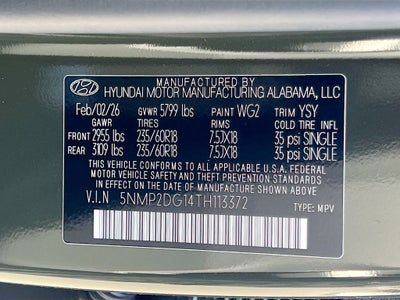 MANUFACTURED BY
HYUNDAI MOTOR MANUFACTURING ALABAMA, LLC
Feb/02/26 GVWR 5799 lbs PAINT WG2 TRIM YSY
GAWR TIRES RIMS COLD TIRE INFL
FRONT 2955 lbs 235/60R18 7.5JX18 35 psi SINGLE
REAR 3109 lbs 235/60R18 7.5JX18 35 psi SINGLE
THIS VEHICLE CONFORMS TO ALL APPLICABLE U.S.A. FEDERAL
MOTOR VEHICLE SAFETY AND THEFT PREVENTION STANDARDS
IN EFFECT ON THE DATE OF MANUFACTURE SHOWN ABOVE.
V.I.N 5NMP2DG14TH113372 TYPE: MPV